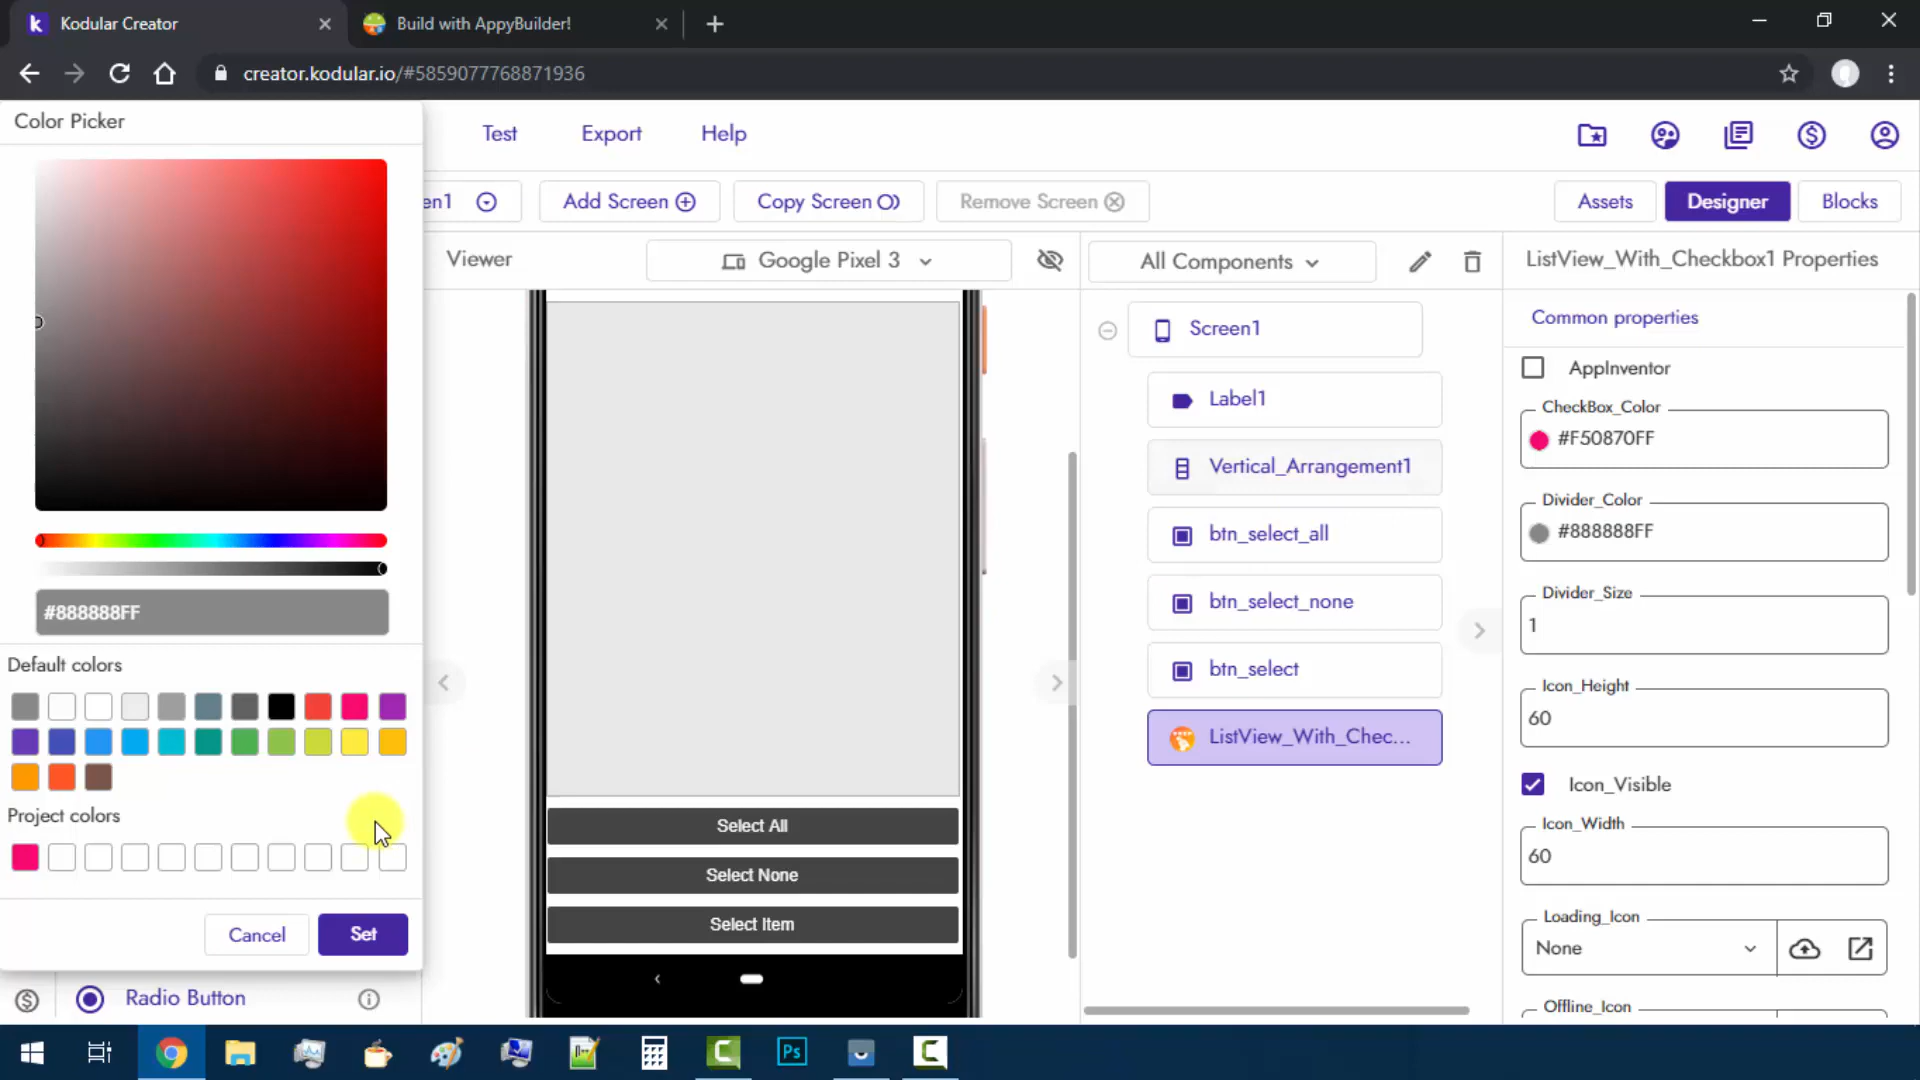 Kodular Creator
Build with AppyBuilder!
creator.kodular.io/#5859077768871936
Color Picker
Test
Export
Help
en1
Add Screen
Copy Screen
Remove Screen
Assets
Designer
Blocks
Viewer
Google Pixel 3
All Components
ListView_With_Checkbox1 Properties
Common properties
Screen1
AppInventor
Label1
CheckBox_Color
#F50870FF
Vertical_Arrangement1
Divider_Color
#888888FF
btn_select_all
Divider_Size
1
btn_select_none
#888888FF
Default colors
btn_select
Icon_Height
60
ListView_With_Chec...
Icon_Visible
Project colors
Select All
Icon_Width
60
Select None
Select Item
Cancel
Set
Loading_Icon
None
Radio Button
Offline_Icon
Ps